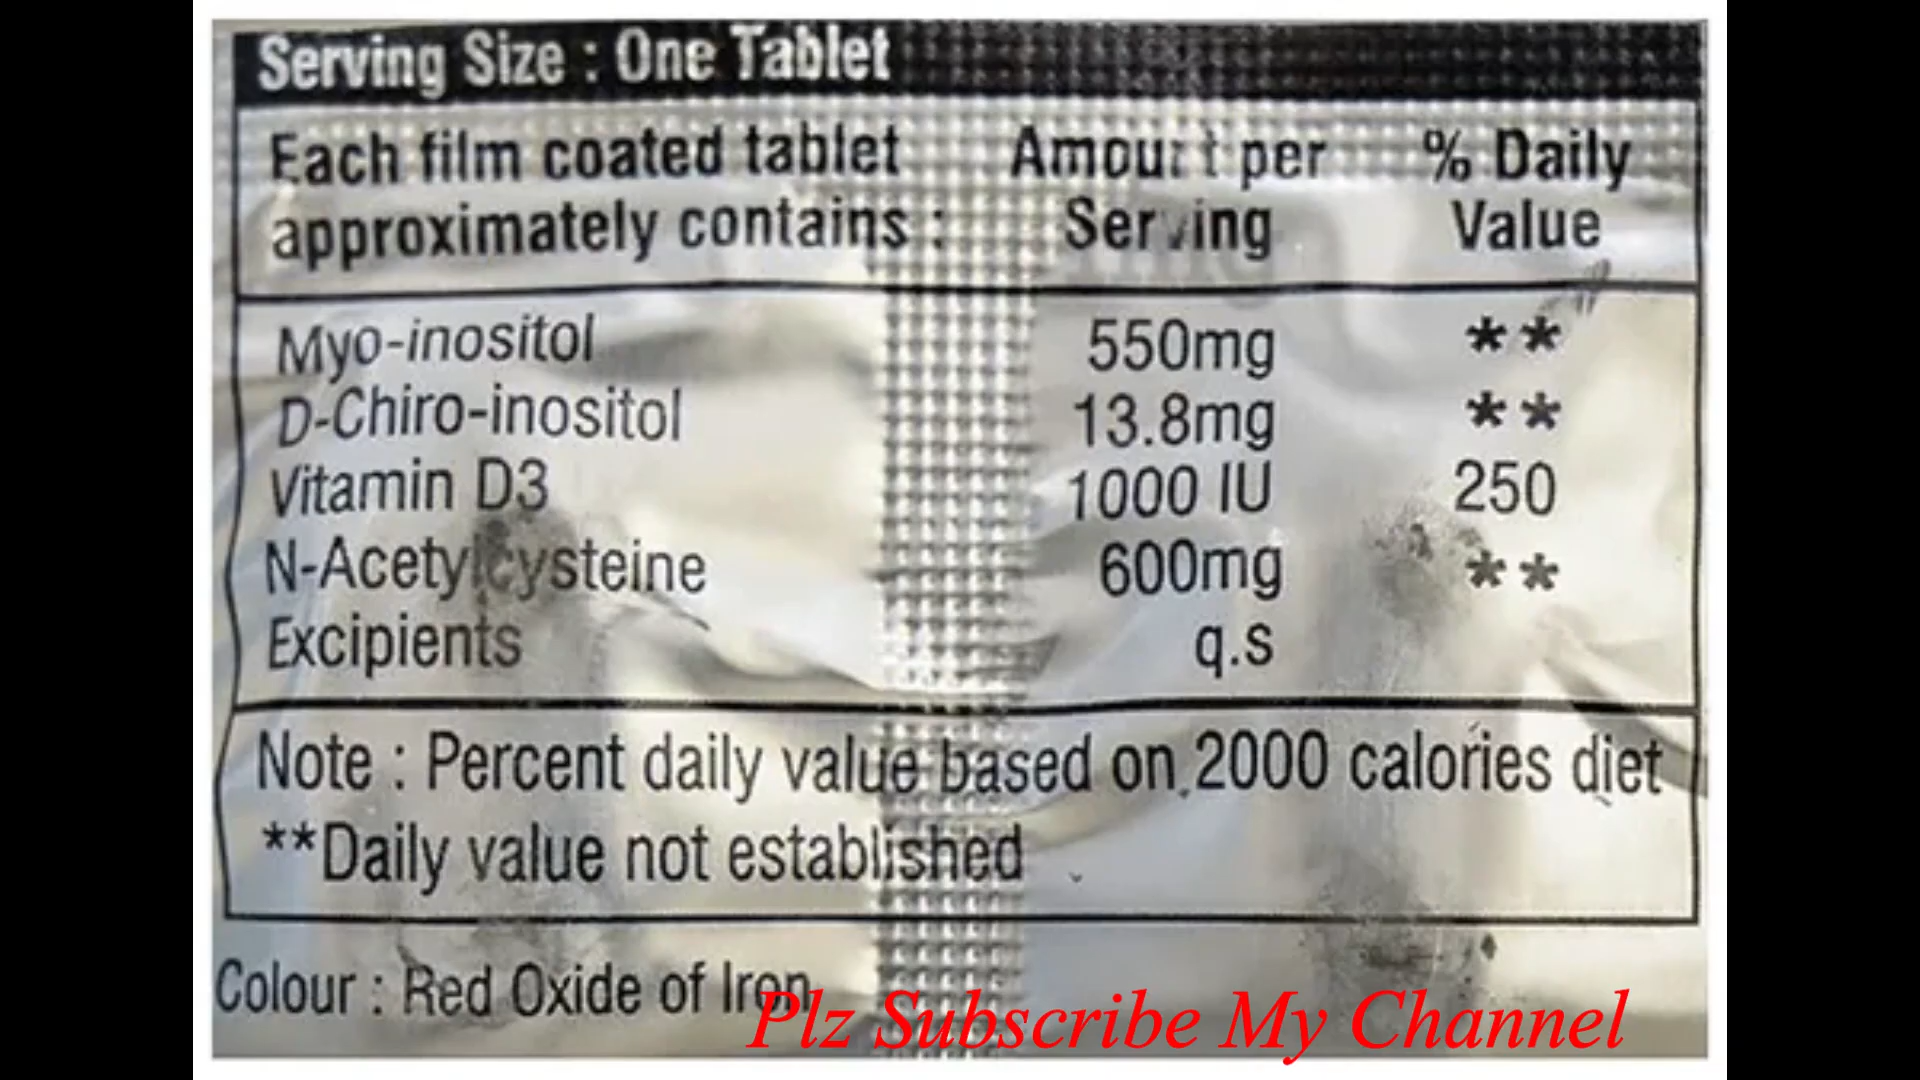 Serving Size : One Tablet
Each film coated tablet Amount per % Daily
approximately contains : Serving Value
Myo-inositol 550mg **
D-Chiro-inositol 13.8mg **
Vitamin D3 1000 IU 250
N-Acetylcysteine 600mg **
Excipients q.s
Note : Percent daily value based on 2000 calories diet
**Daily value not established
Colour : Red Oxide of Iron
Plz Subscribe My Channel